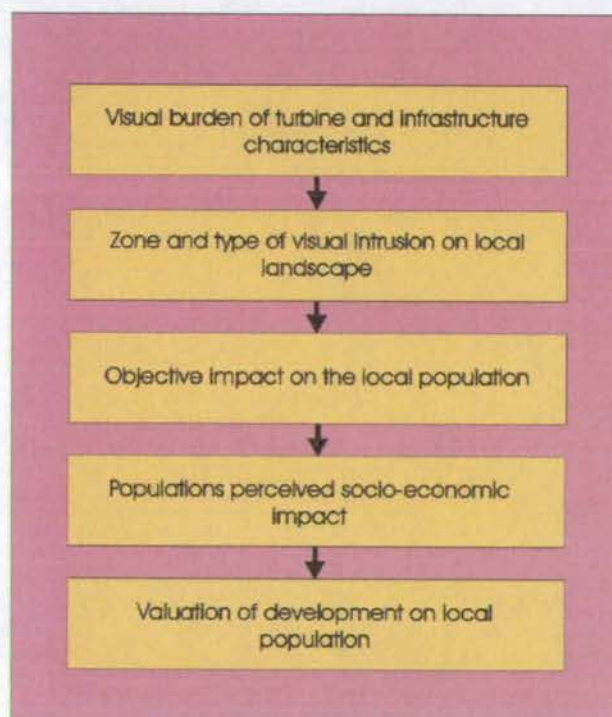 Visual burden of turbine and infrastructure
characteristics
Zone and type of visual intrusion on local
landscape
Objective impact on the local population
Populations perceived socio-economic
impact
Valuation of development on local
population